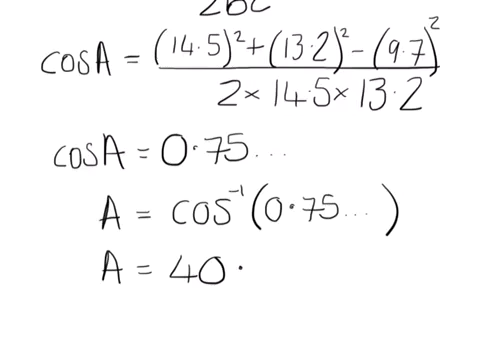 2bc
cosA = (14·5)² + (13·2)² − (9·7)² / 2 × 14·5 × 13·2
cosA = 0·75...
A = cos⁻¹(0·75...)
A = 40·